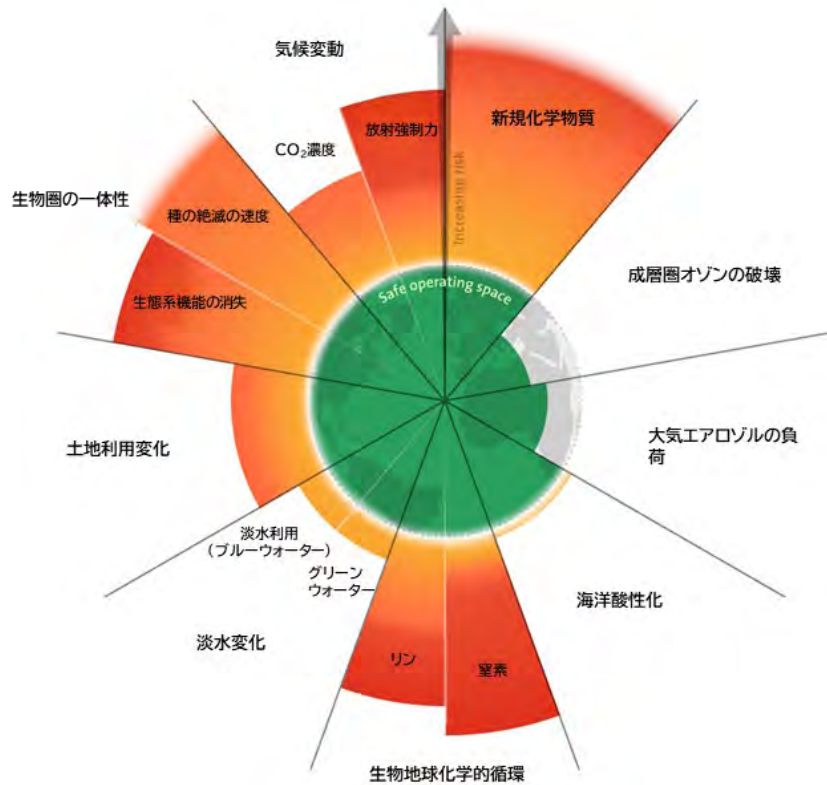 気候変動
新規化学物質
放射強制力
CO₂濃度
Increasing risk
生物圏の一体性
種の絶滅の速度
成層圏オゾンの破壊
Safe operating space
生態系機能の消失
大気エアロゾルの負
荷
土地利用変化
淡水利用
（ブルーウォーター）
グリーン
ウォーター
海洋酸性化
淡水変化
リン
窒素
生物地球化学的循環